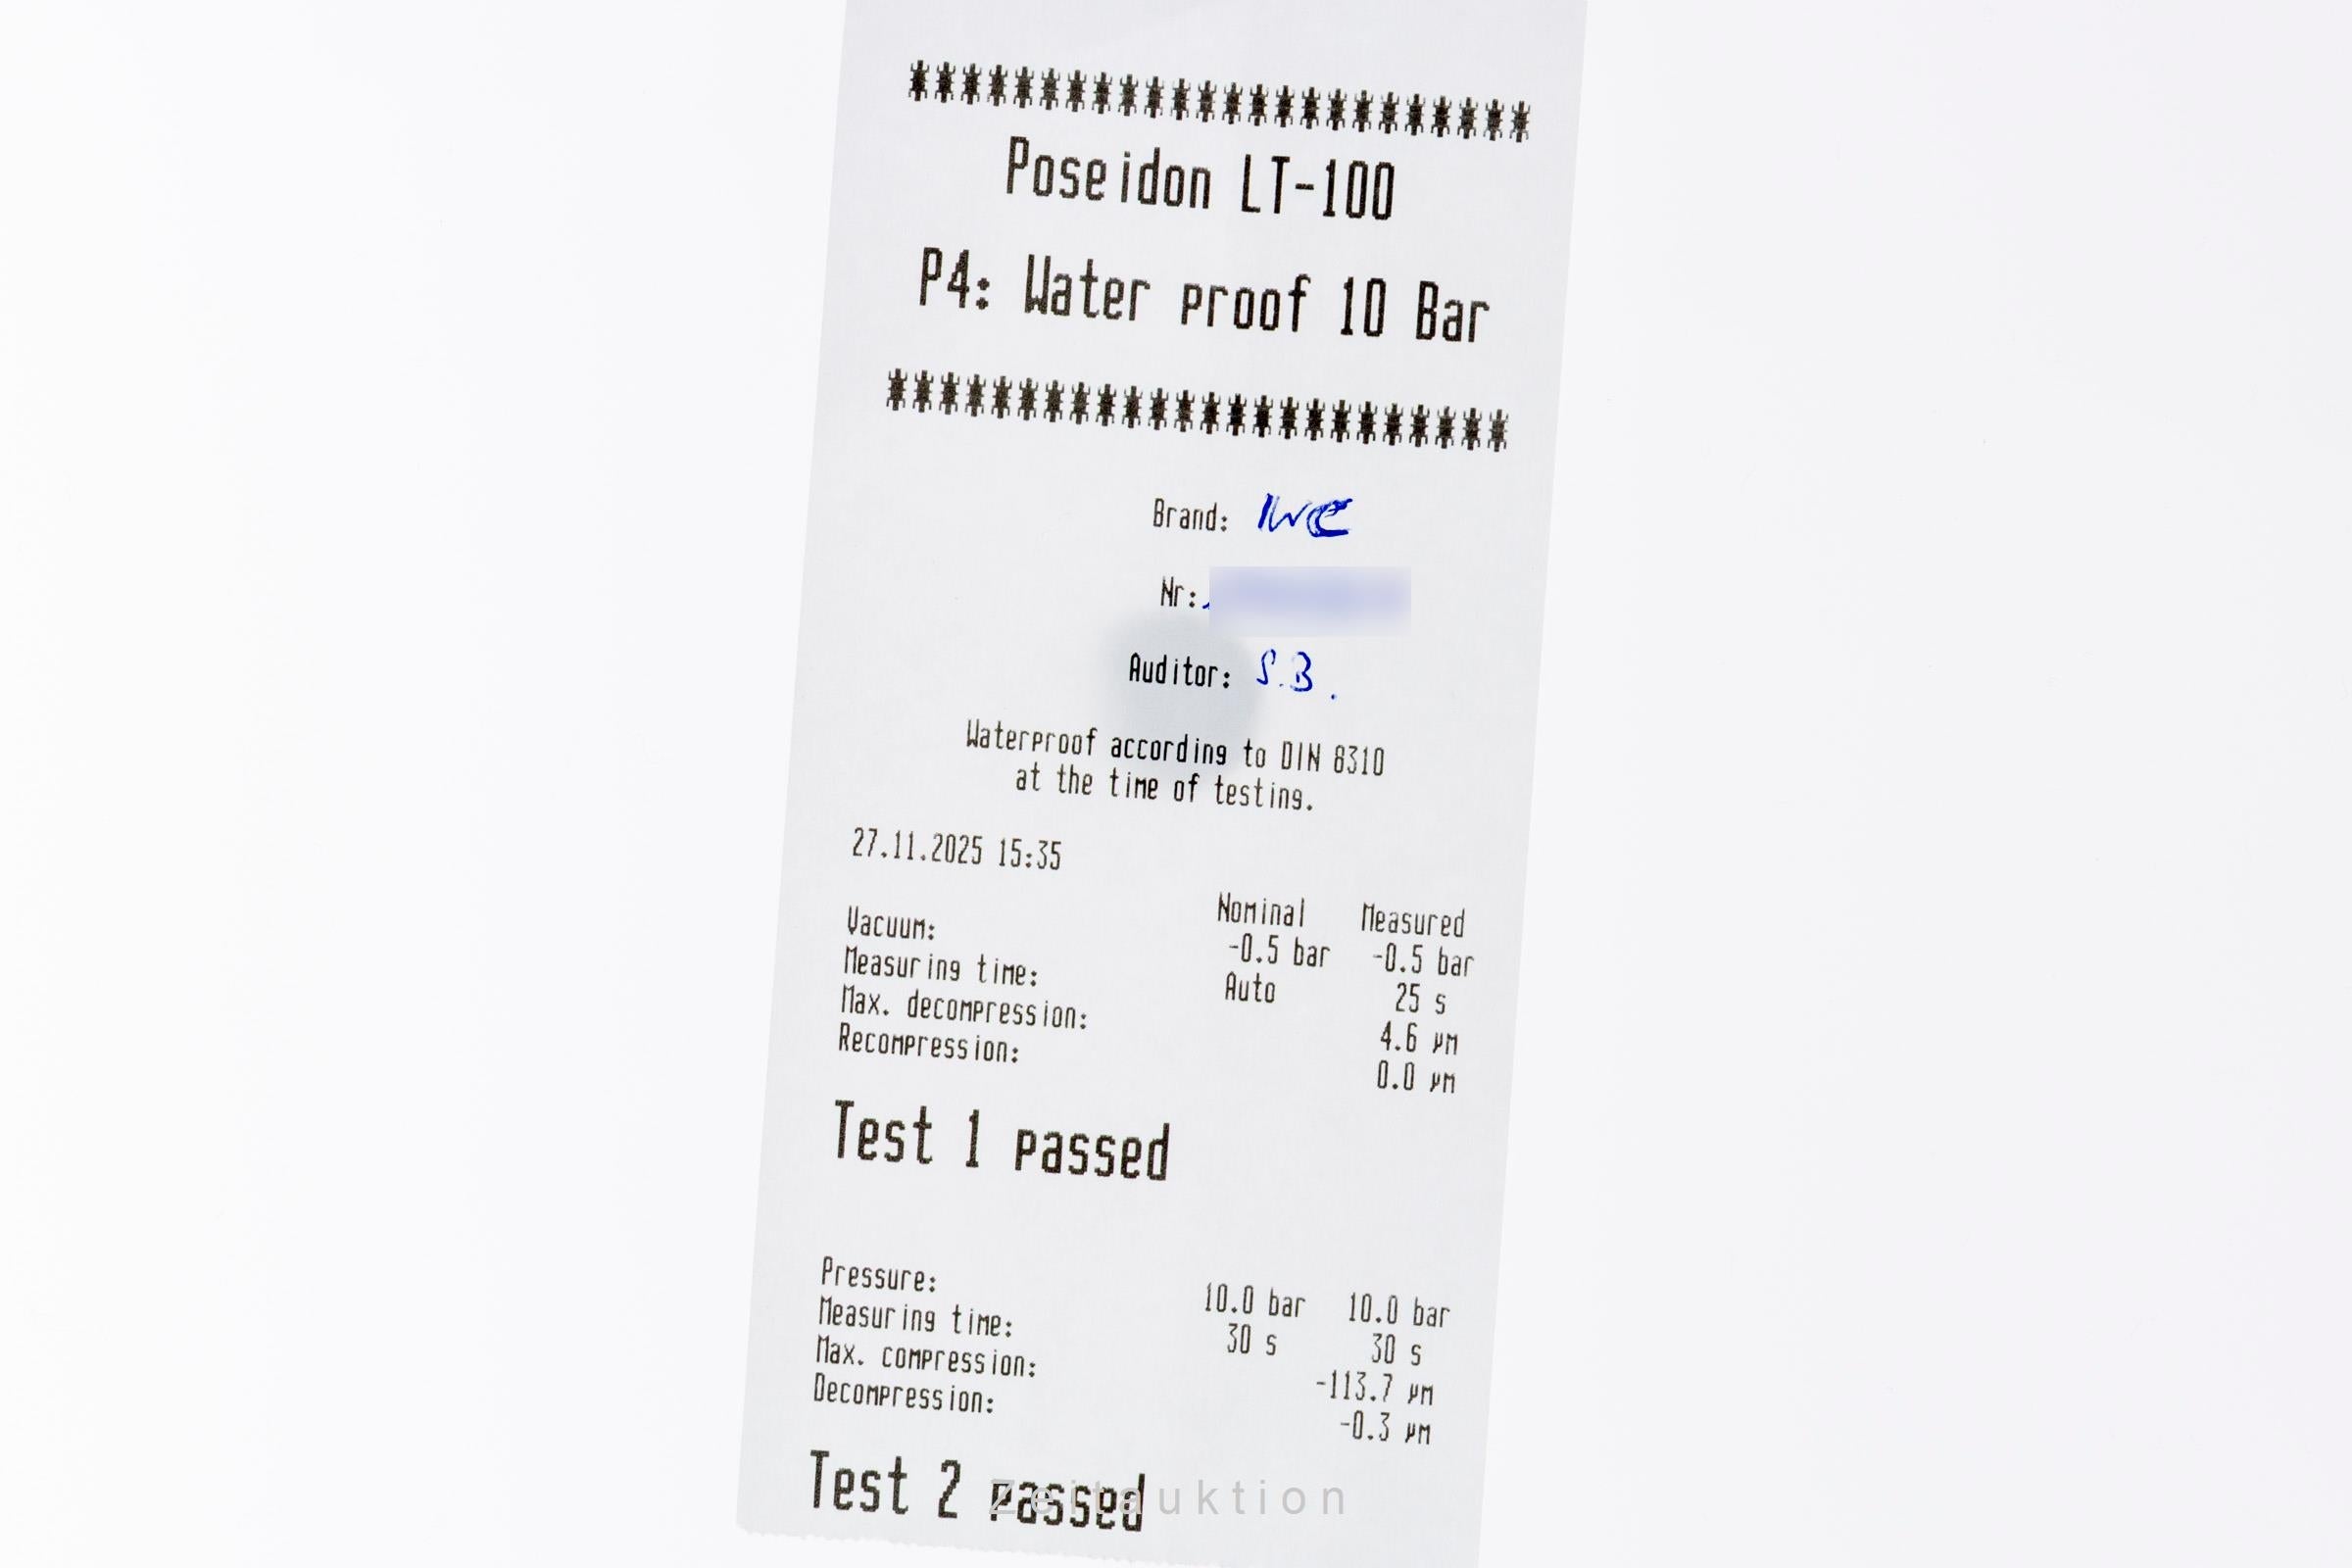 Poseidon LT-100
P4: Water proof 10 Bar
Brand: IWC
Nr:
Auditor: S.B.
Waterproof according to DIN 8310
at the time of testing.
27.11.2025 15:35
Nominal Measured
Vacuum: -0.5 bar -0.5 bar
Measuring time: Auto 25 s
Max. decompression: 4.6 µm
Recompression: 0.0 µm
Test 1 passed
Pressure: 10.0 bar 10.0 bar
Measuring time: 30 s 30 s
Max. compression: -113.7 µm
Decompression: -0.3 µm
Test 2 passed
Zeitauktion